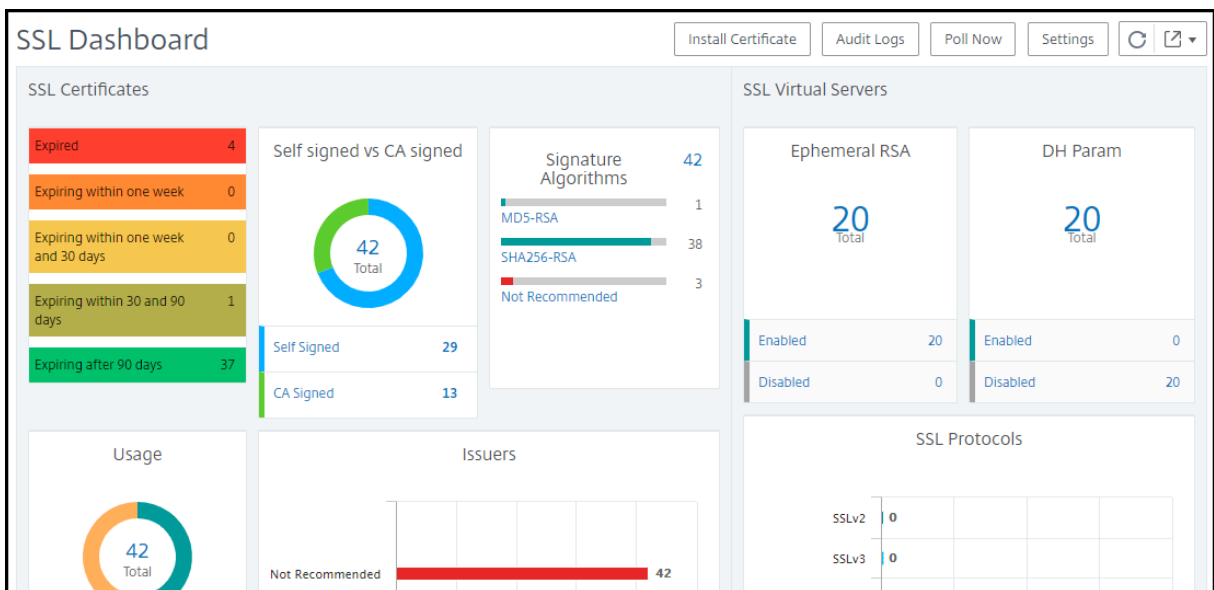 SSL Dashboard
Install Certificate
Audit Logs
Poll Now
Settings
SSL Certificates
Expired 4
Expiring within one week 0
Expiring within one week 0
and 30 days
Expiring within 30 and 90 1
days
Expiring after 90 days 37
Self signed vs CA signed
42
Total
Self Signed 29
CA Signed 13
Signature 42
Algorithms
1
MD5-RSA
38
SHA256-RSA
3
Not Recommended
SSL Virtual Servers
Ephemeral RSA
20
Total
Enabled 20
Disabled 0
DH Param
20
Total
Enabled 0
Disabled 20
Usage
42
Total
Issuers
Not Recommended 42
SSL Protocols
SSLv2 0
SSLv3 0